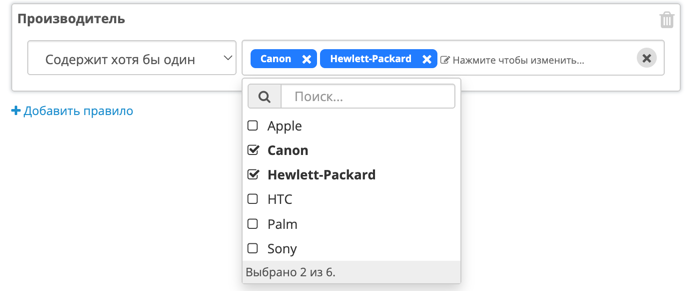 Производитель
Содержит хотя бы один
Canon Hewlett-Packard Нажмите чтобы изменить...
Поиск...
Добавить правило
Apple
Canon
Hewlett-Packard
HTC
Palm
Sony
Выбрано 2 из 6.